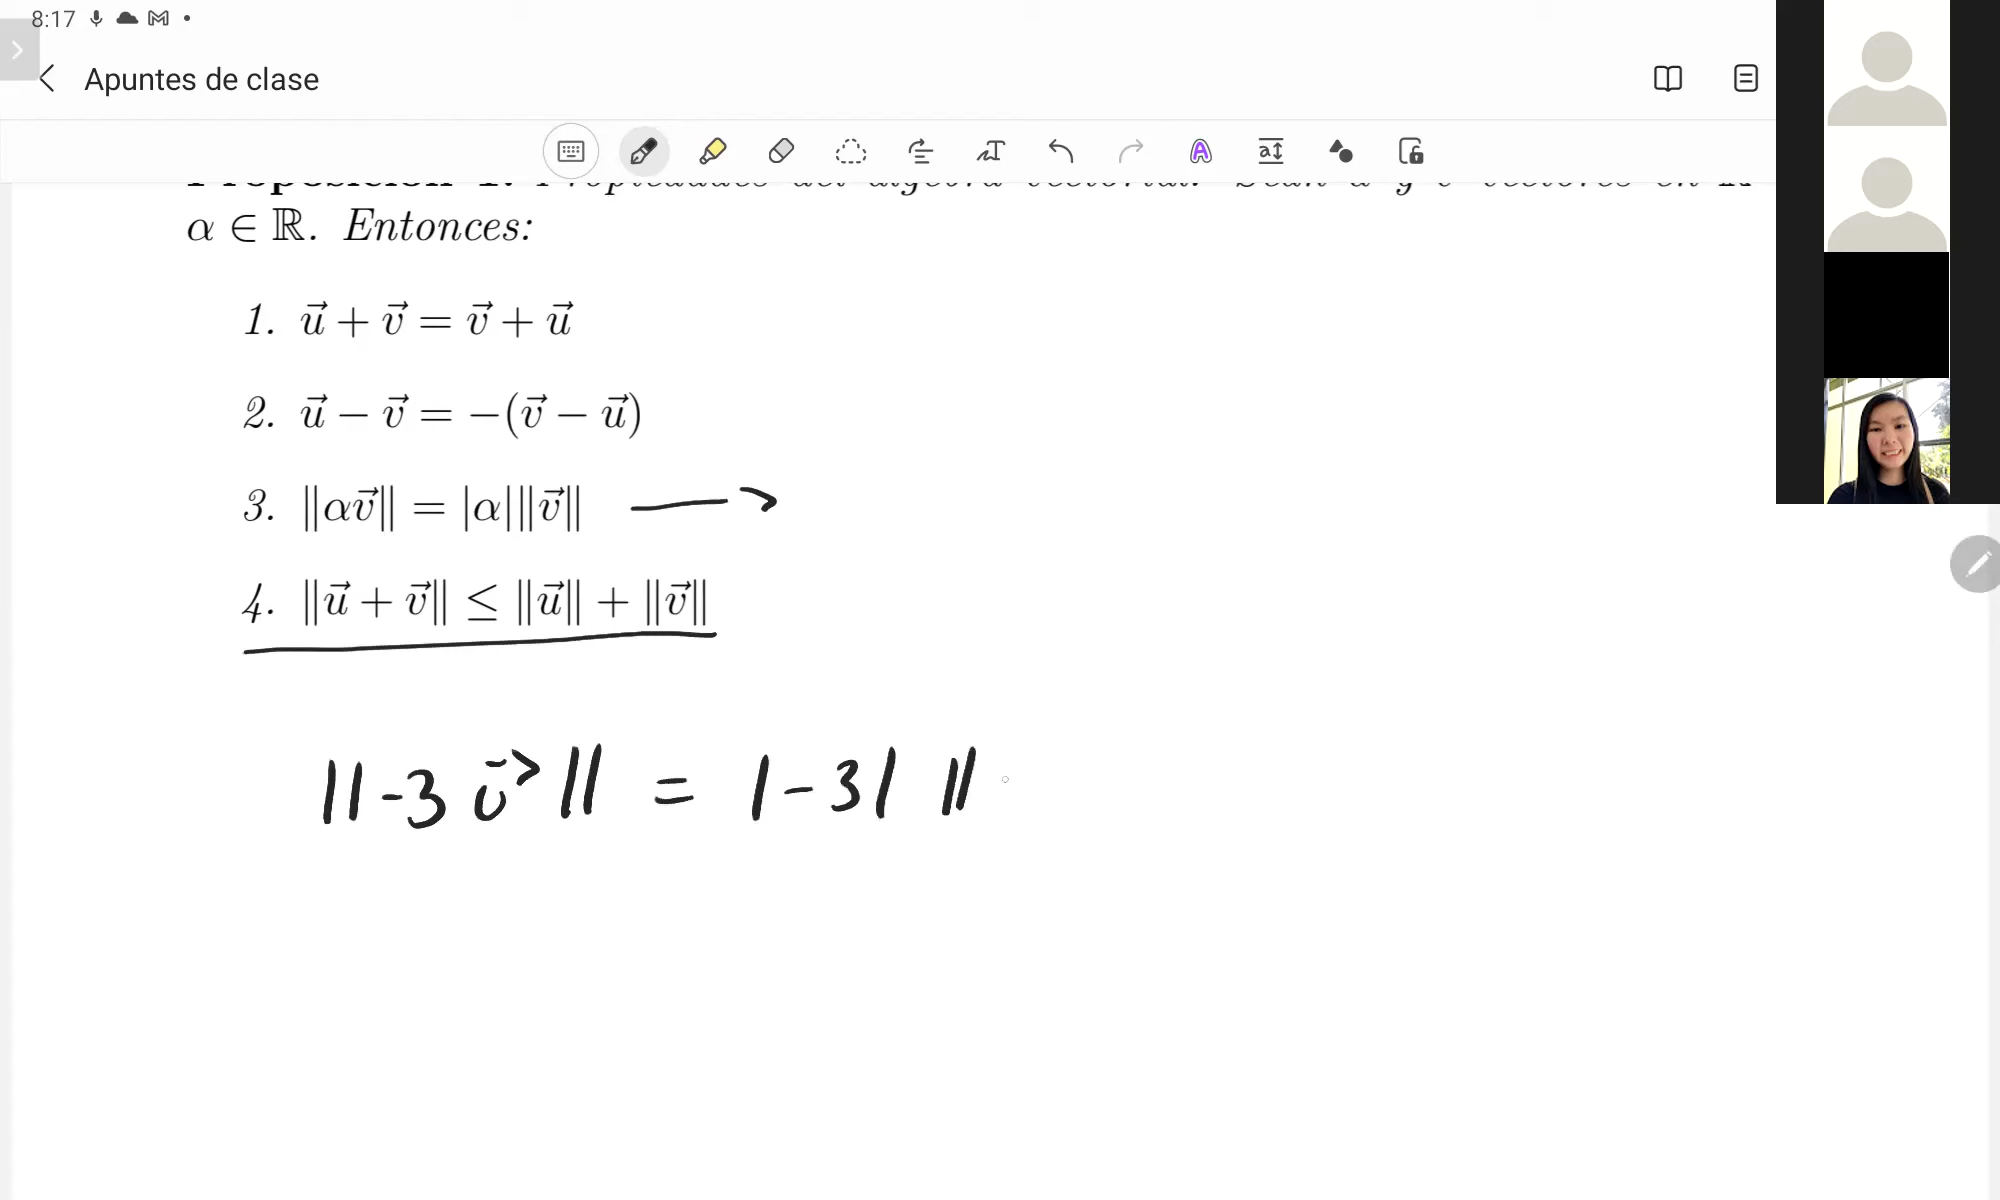 8:17
Apuntes de clase
α ∈ ℝ. Entonces:
1. u⃗ + v⃗ = v⃗ + u⃗
2. u⃗ − v⃗ = −(v⃗ − u⃗)
3. ‖αv⃗‖ = |α|‖v⃗‖ →
4. ‖u⃗ + v⃗‖ ≤ ‖u⃗‖ + ‖v⃗‖
‖-3 v⃗‖ = |-3| ‖